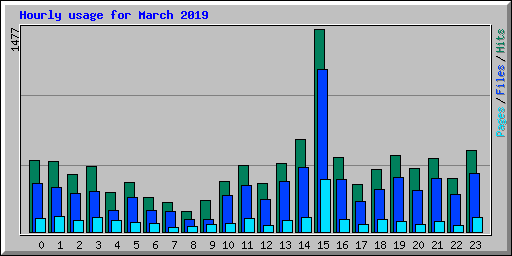 Hourly usage for March 2019
1477
Pages/Files/Hits
0 1 2 3 4 5 6 7 8 9 10 11 12 13 14 15 16 17 18 19 20 21 22 23